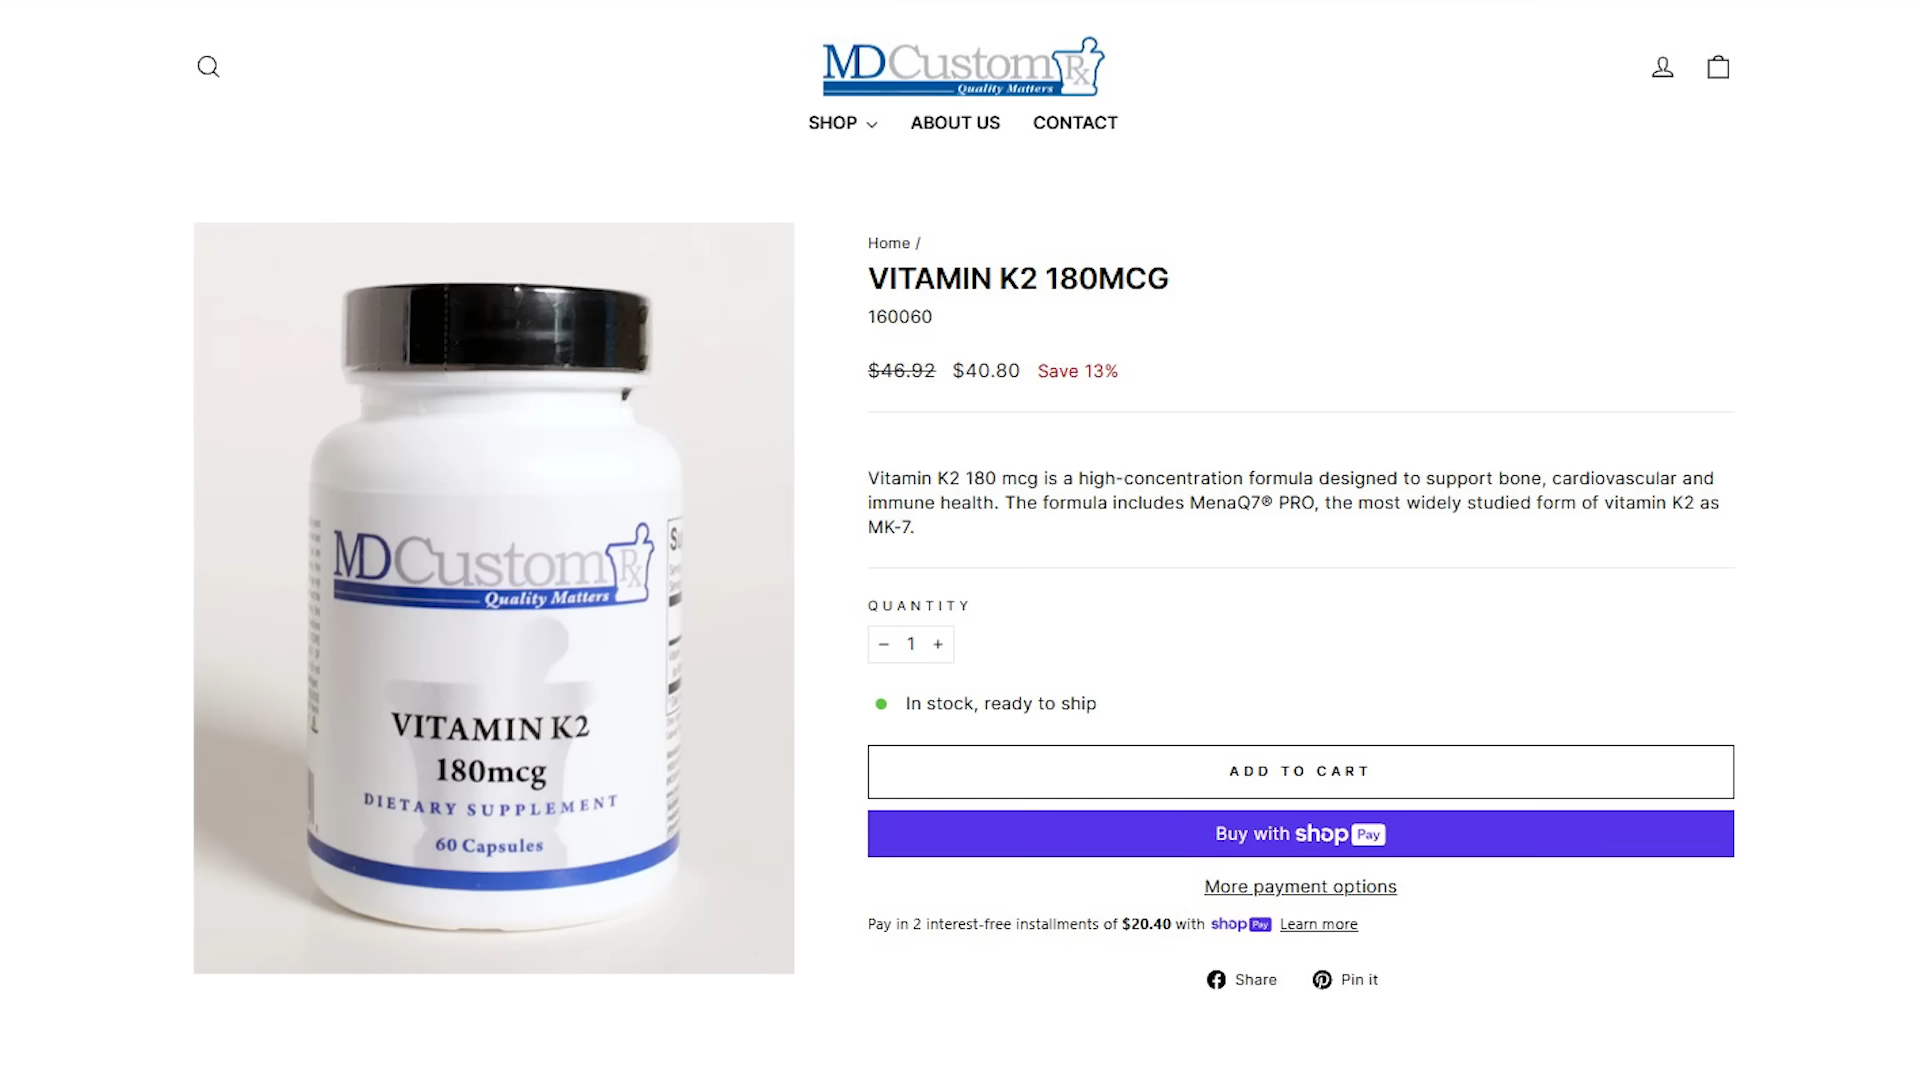 MDCustom Rx
Quality Matters
SHOP ABOUT US CONTACT
MDCustom Rx
Quality Matters
VITAMIN K2
180mcg
DIETARY SUPPLEMENT
60 Capsules
Home /
VITAMIN K2 180MCG
160060
$46.92 $40.80 Save 13%
Vitamin K2 180 mcg is a high-concentration formula designed to support bone, cardiovascular and
immune health. The formula includes MenaQ7® PRO, the most widely studied form of vitamin K2 as
MK-7.
QUANTITY
− 1 +
In stock, ready to ship
ADD TO CART
Buy with shop Pay
More payment options
Pay in 2 interest-free installments of $20.40 with shop Pay Learn more
Share Pin it